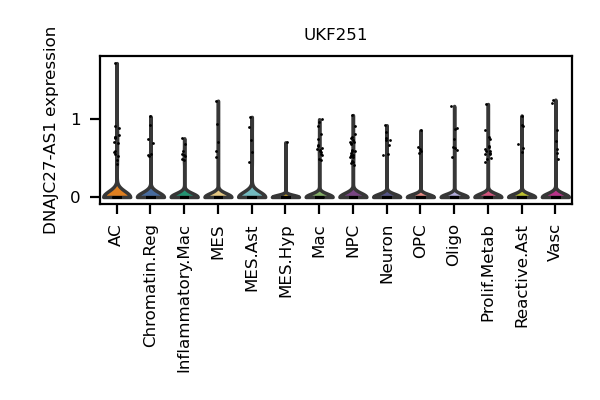 UKF251
DNAJC27-AS1 expression
1
0
AC
Chromatin.Reg
Inflammatory.Mac
MES
MES.Ast
MES.Hyp
Mac
NPC
Neuron
OPC
Oligo
Prolif.Metab
Reactive.Ast
Vasc